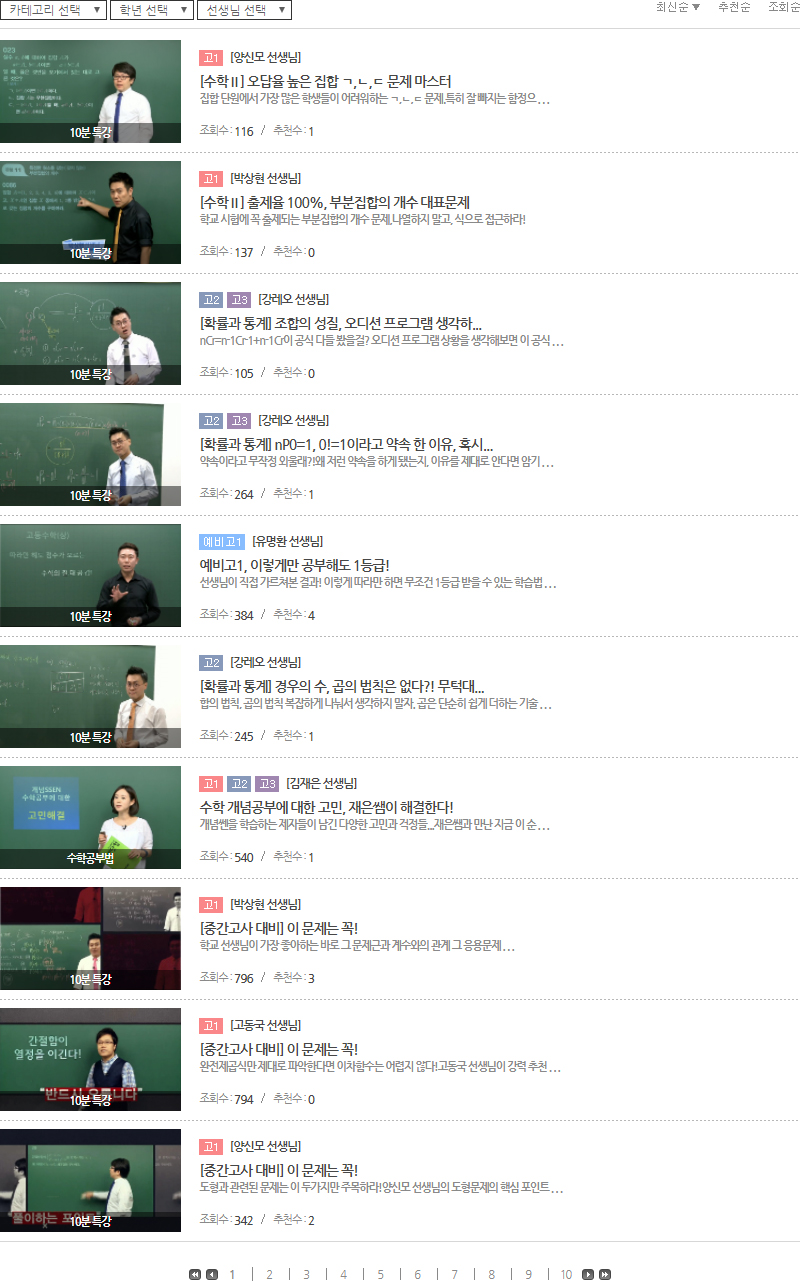 카테고리 선택 ▼ 학년 선택 ▼ 선생님 선택 ▼ 최신순▼ 추천순 조회순
고1 [양신모 선생님]
[수학Ⅱ] 오답율 높은 집합 ㄱ,ㄴ,ㄷ 문제 마스터
집합 단원에서 가장 많은 학생들이 어려워하는 ㄱ,ㄴ,ㄷ 문제.특히 잘 빠지는 함정으...
10분 특강
조회수 : 116 / 추천수 : 1
고1 [박상현 선생님]
[수학Ⅱ] 출제율 100%, 부분집합의 개수 대표문제
학교 시험에 꼭 출제되는 부분집합의 개수 문제.나열하지 말고, 식으로 접근하라!
10분 특강
조회수 : 137 / 추천수 : 0
고2 고3 [강레오 선생님]
[확률과 통계] 조합의 성질, 오디션 프로그램 생각하...
nCr=n-1Cr-1+n-1Cr이 공식 다들 봤을걸? 오디션 프로그램 상황을 생각해보면 이 공식...
10분 특강
조회수 : 105 / 추천수 : 0
고2 고3 [강레오 선생님]
[확률과 통계] nP0=1, 0!=1이라고 약속 한 이유, 혹시...
약속이라고 무작정 외울래?!왜 저런 약속을 하게 됐는지, 이유를 제대로 안다면 암기...
10분 특강
조회수 : 264 / 추천수 : 1
예비고1 [유명환 선생님]
예비고1, 이렇게만 공부해도 1등급!
선생님이 직접 가르쳐본 결과! 이렇게 따라만 하면 무조건 1등급 받을 수 있는 학습법...
10분 특강
조회수 : 384 / 추천수 : 4
고2 [강레오 선생님]
[확률과 통계] 경우의 수, 곱의 법칙은 없다?! 무턱대...
합의 법칙, 곱의 법칙 복잡하게 나눠서 생각하지 말자. 곱은 단순히 쉽게 더하는 기술...
10분 특강
조회수 : 245 / 추천수 : 1
고1 고2 고3 [김재은 선생님]
수학 개념공부에 대한 고민, 재은쌤이 해결한다!
개념쎈을 학습하는 제자들이 남긴 다양한 고민과 걱정들...재은쌤과 만난 지금 이 순...
개념SSEN
수학공부에 대한
고민해결
수학공부법
조회수 : 540 / 추천수 : 1
고1 [박상현 선생님]
[중간고사 대비] 이 문제는 꼭!
학교 선생님이 가장 좋아하는 바로 그 문제근과 계수와의 관계 그 응용문제...
10분 특강
조회수 : 796 / 추천수 : 3
고1 [고동국 선생님]
[중간고사 대비] 이 문제는 꼭!
완전제곱식만 제대로 파악한다면 이차함수는 어렵지 않다!고동국 선생님이 강력 추천...
간절함이
열정을 이긴다!
10분 특강
조회수 : 794 / 추천수 : 0
고1 [양신모 선생님]
[중간고사 대비] 이 문제는 꼭!
도형과 관련된 문제는 이 두가지만 주목하라!양신모 선생님의 도형문제의 핵심 포인트...
풀이하는 포인트
10분 특강
조회수 : 342 / 추천수 : 2
1 2 3 4 5 6 7 8 9 10